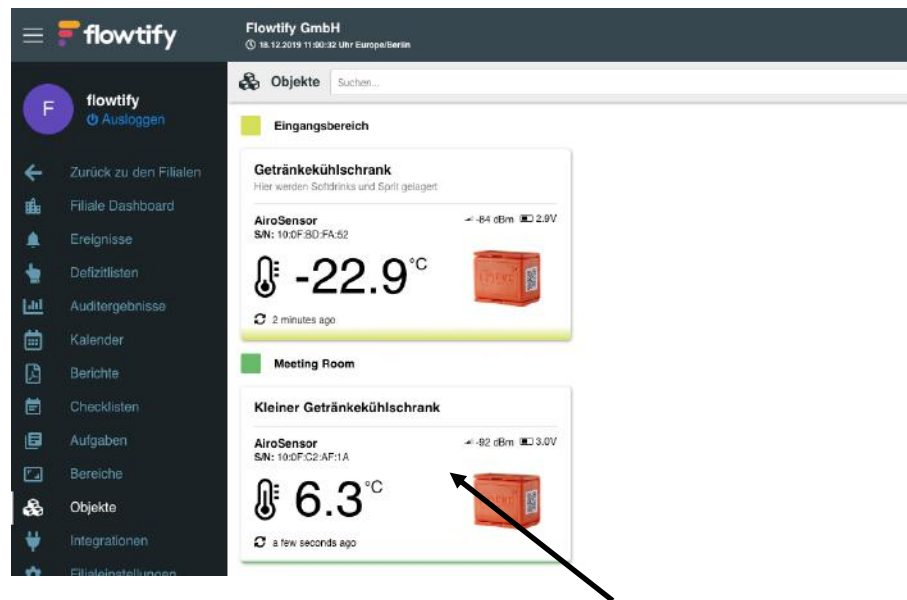 flowtify
Flowtify GmbH
18.12.2019 11:00:32 Uhr Europe/Berlin
F
flowtify
Ausloggen
Zurück zu den Filialen
Filiale Dashboard
Ereignisse
Defizitlisten
Auditergebnisse
Kalender
Berichte
Checklisten
Aufgaben
Bereiche
Objekte
Integrationen
Filialeinstellungen
Objekte Suchen...
Eingangsbereich
Getränkekühlschrank
Hier werden Softdrinks und Sprit gelagert
AiroSensor -84 dBm 2.9V
S/N: 10:0F:BD:FA:52
-22.9°C
2 minutes ago
Meeting Room
Kleiner Getränkekühlschrank
AiroSensor -92 dBm 3.0V
S/N: 10:0F:C2:AF:1A
6.3°C
a few seconds ago